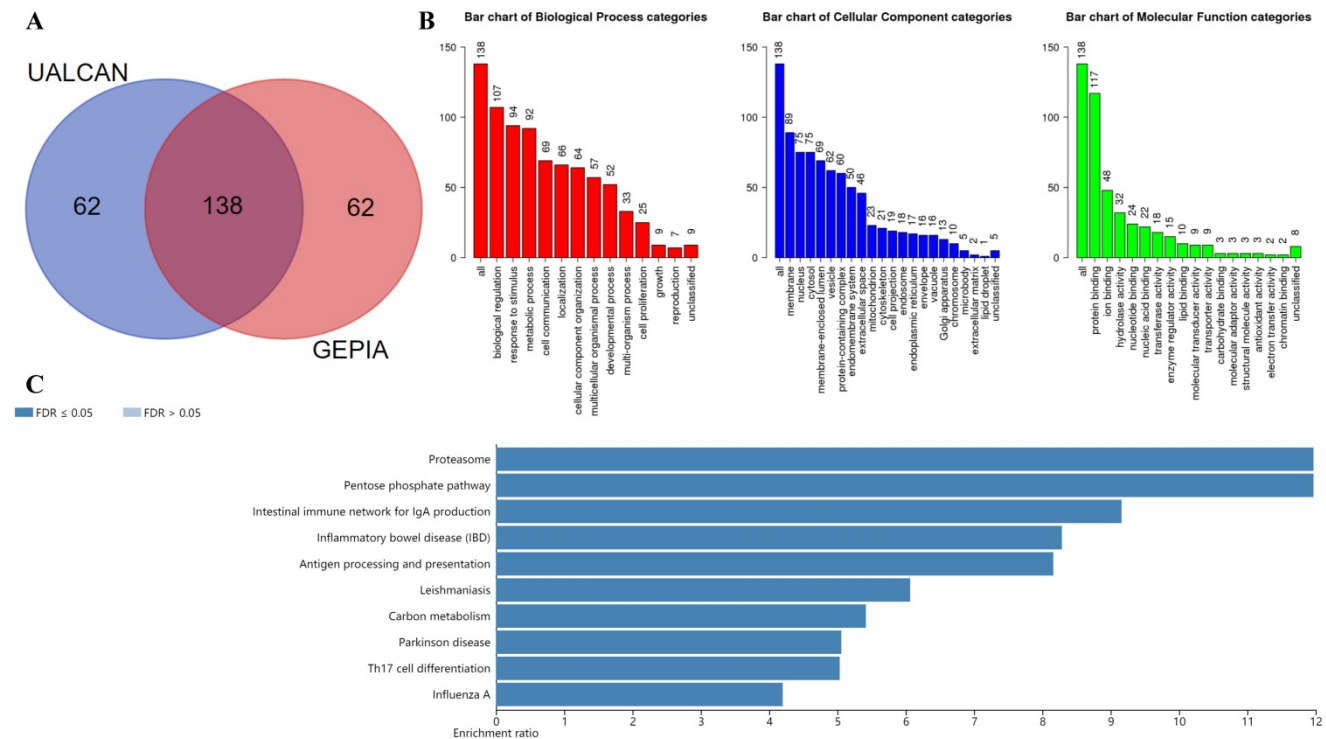 A
UALCAN
62
138
62
GEPIA
B
Bar chart of Biological Process categories
150
100
50
0
138
107
94
92
69
66
64
57
52
33
25
9
7
9
all
biological regulation
response to stimulus
metabolic process
cell communication
localization
cellular component organization
multicellular organismal process
developmental process
multi-organism process
cell proliferation
growth
reproduction
unclassified
Bar chart of Cellular Component categories
150
100
50
0
138
89
75
75
69
62
60
50
46
23
21
19
18
17
16
16
13
10
5
2
1
5
all
membrane
nucleus
cytosol
membrane-enclosed lumen
vesicle
protein-containing complex
endomembrane system
extracellular space
mitochondrion
cytoskeleton
cell projection
endosome
endoplasmic reticulum
envelope
vacuole
Golgi apparatus
chromosome
microbody
extracellular matrix
lipid droplet
unclassified
Bar chart of Molecular Function categories
150
100
50
0
138
117
48
32
24
22
18
15
10
9
9
3
3
3
3
2
2
8
all
protein binding
ion binding
hydrolase activity
nucleotide binding
nucleic acid binding
transferase activity
enzyme regulator activity
lipid binding
molecular transducer activity
transporter activity
carbohydrate binding
molecular adaptor activity
structural molecule activity
antioxidant activity
electron transfer activity
chromatin binding
unclassified
C
FDR ≤ 0.05
FDR > 0.05
Proteasome
Pentose phosphate pathway
Intestinal immune network for IgA production
Inflammatory bowel disease (IBD)
Antigen processing and presentation
Leishmaniasis
Carbon metabolism
Parkinson disease
Th17 cell differentiation
Influenza A
0 1 2 3 4 5 6 7 8 9 10 11 12
Enrichment ratio